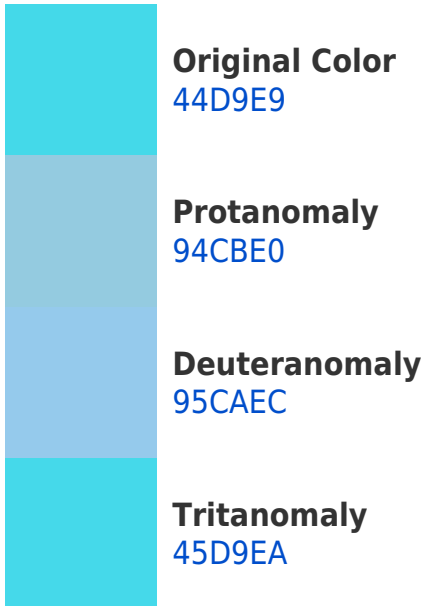 Original Color
44D9E9
Protanomaly
94CBE0
Deuteranomaly
95CAEC
Tritanomaly
45D9EA